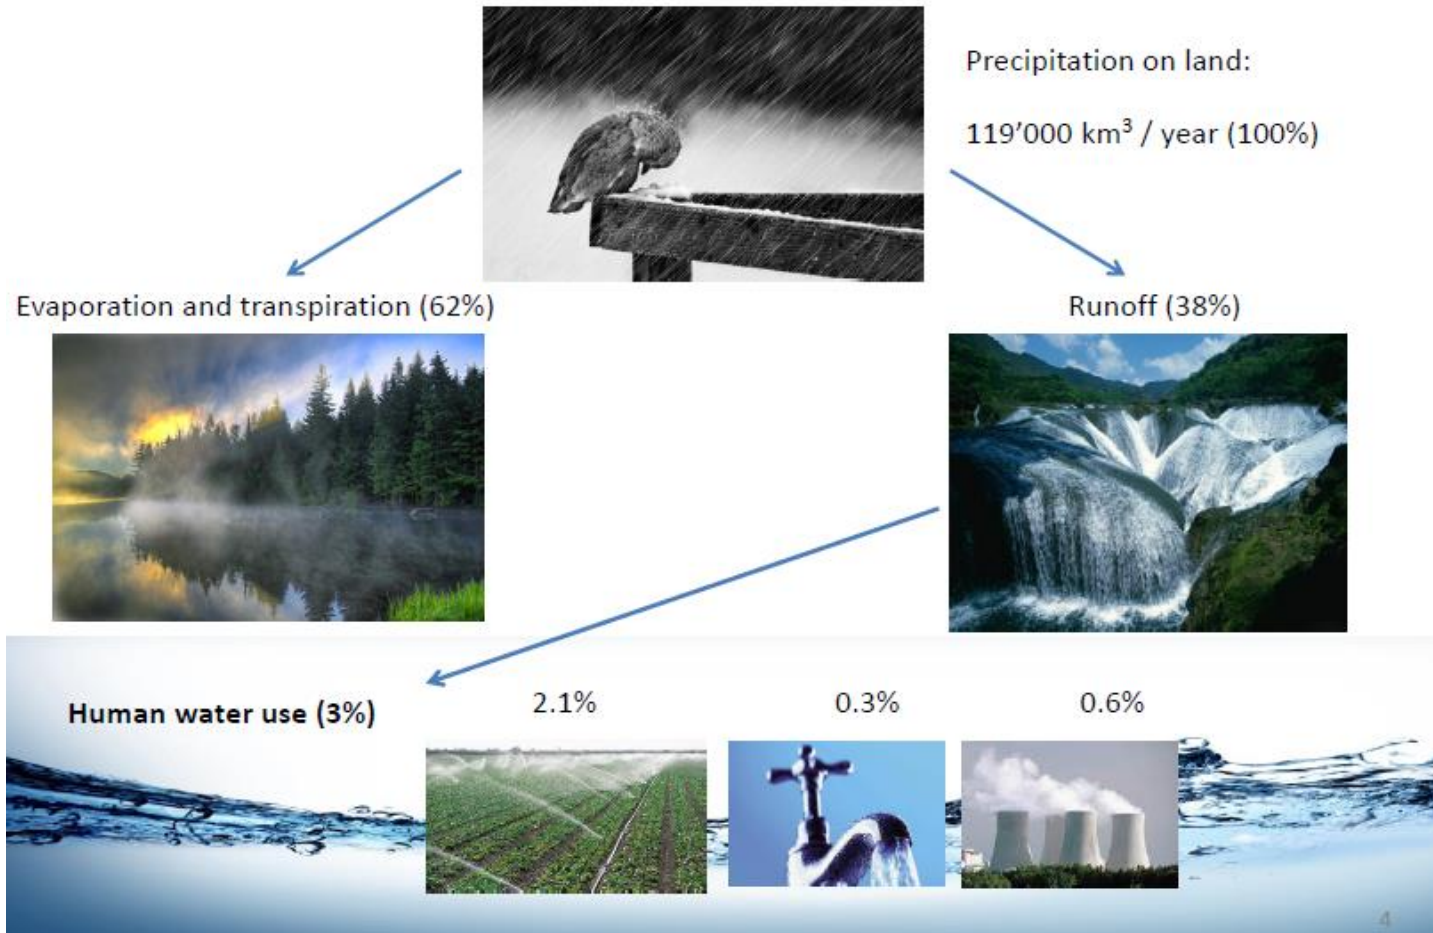 Precipitation on land:
119’000 km³ / year (100%)
Evaporation and transpiration (62%)
Runoff (38%)
Human water use (3%)
2.1%
0.3%
0.6%
4